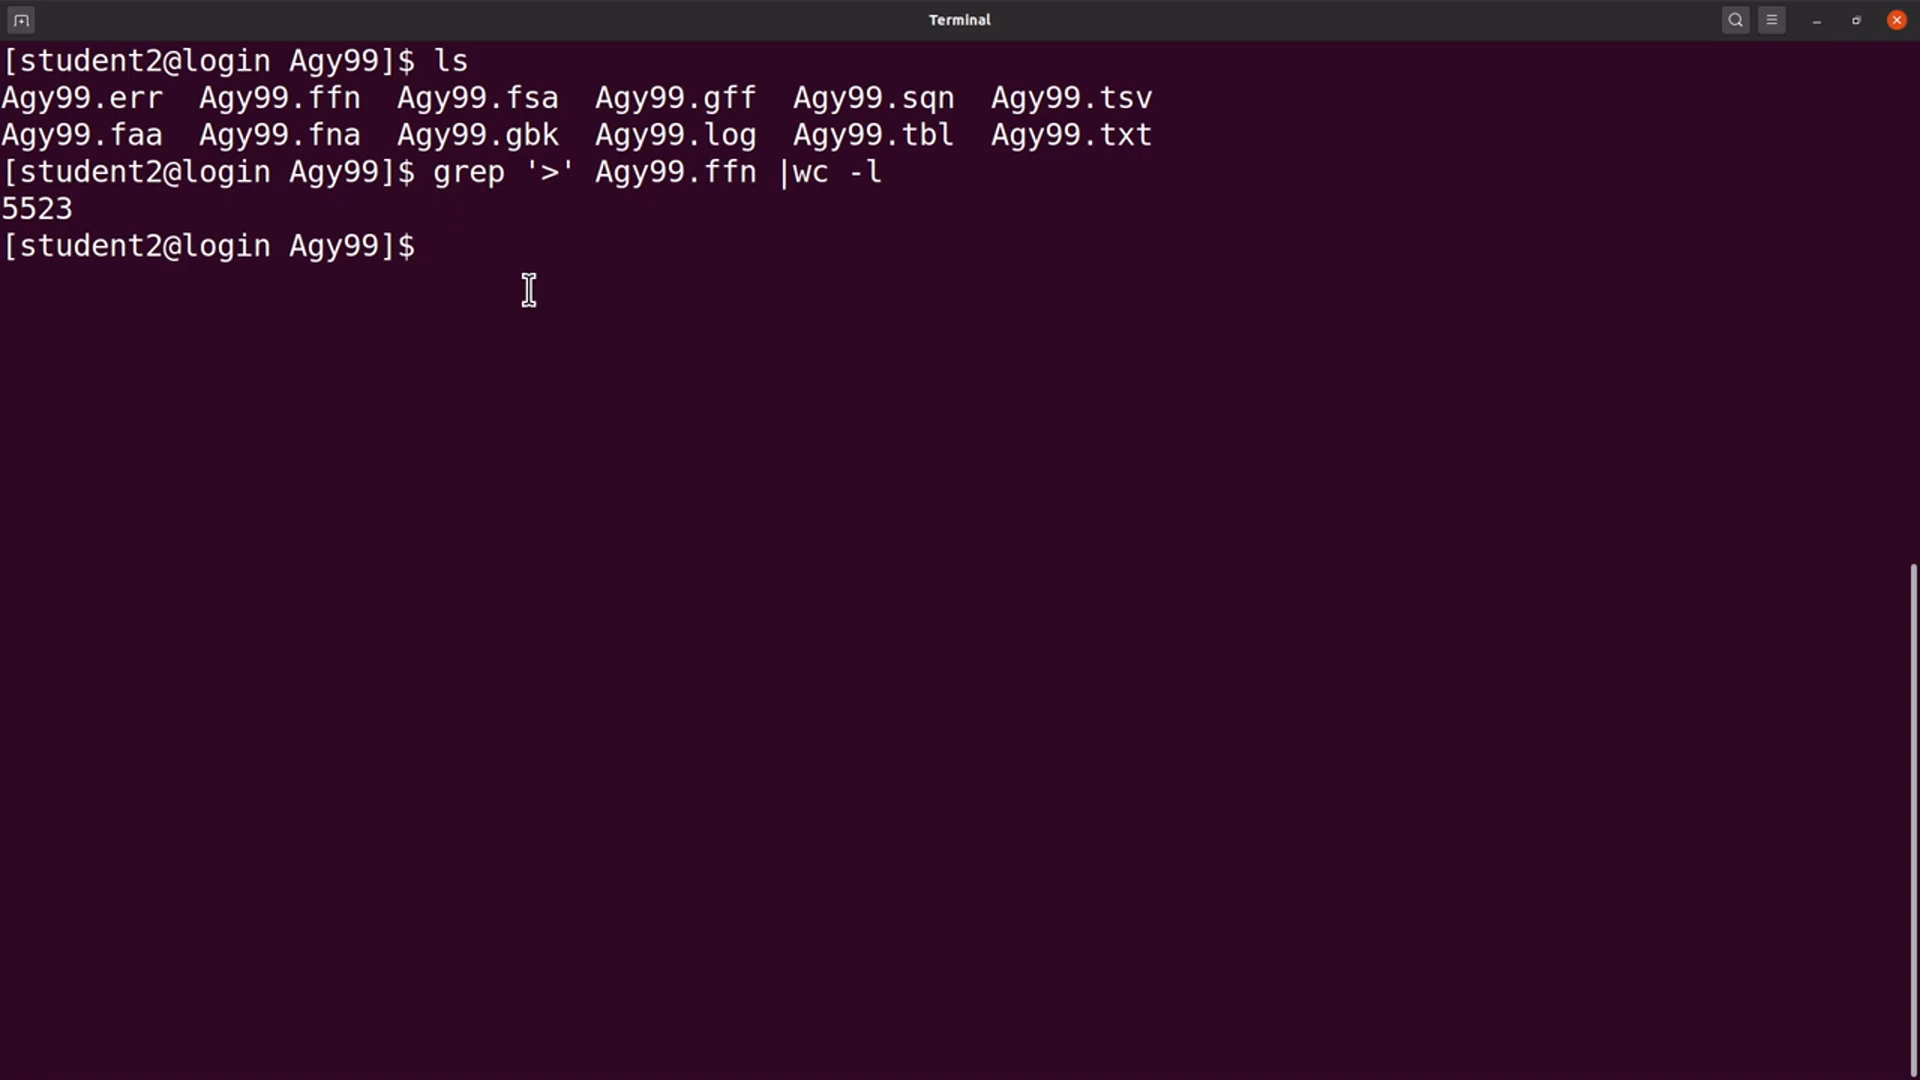 Terminal
[student2@login Agy99]$ ls
Agy99.err  Agy99.ffn  Agy99.fsa  Agy99.gff  Agy99.sqn  Agy99.tsv
Agy99.faa  Agy99.fna  Agy99.gbk  Agy99.log  Agy99.tbl  Agy99.txt
[student2@login Agy99]$ grep '>' Agy99.ffn |wc -l
5523
[student2@login Agy99]$